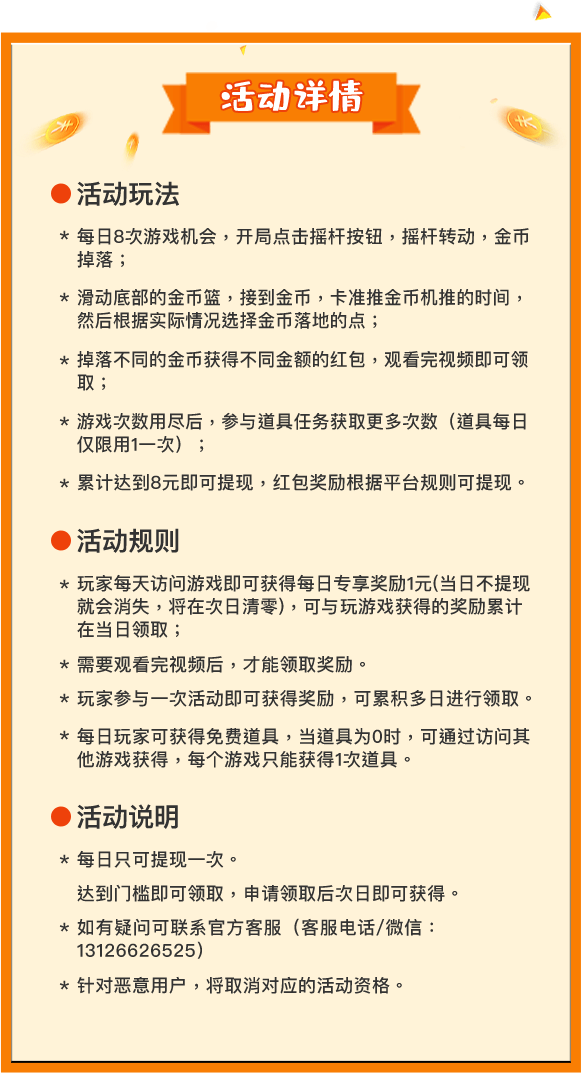 活动详情
活动玩法
* 每日8次游戏机会，开局点击摇杆按钮，摇杆转动，金币
掉落；
* 滑动底部的金币篮，接到金币，卡准推金币机推的时间，
然后根据实际情况选择金币落地的点；
* 掉落不同的金币获得不同金额的红包，观看完视频即可领
取；
* 游戏次数用尽后，参与道具任务获取更多次数（道具每日
仅限用1一次）；
* 累计达到8元即可提现，红包奖励根据平台规则可提现。
活动规则
* 玩家每天访问游戏即可获得每日专享奖励1元(当日不提现
就会消失，将在次日清零)，可与玩游戏获得的奖励累计
在当日领取；
* 需要观看完视频后，才能领取奖励。
* 玩家参与一次活动即可获得奖励，可累积多日进行领取。
* 每日玩家可获得免费道具，当道具为0时，可通过访问其
他游戏获得，每个游戏只能获得1次道具。
活动说明
* 每日只可提现一次。
达到门槛即可领取，申请领取后次日即可获得。
* 如有疑问可联系官方客服（客服电话/微信：
13126626525）
* 针对恶意用户，将取消对应的活动资格。